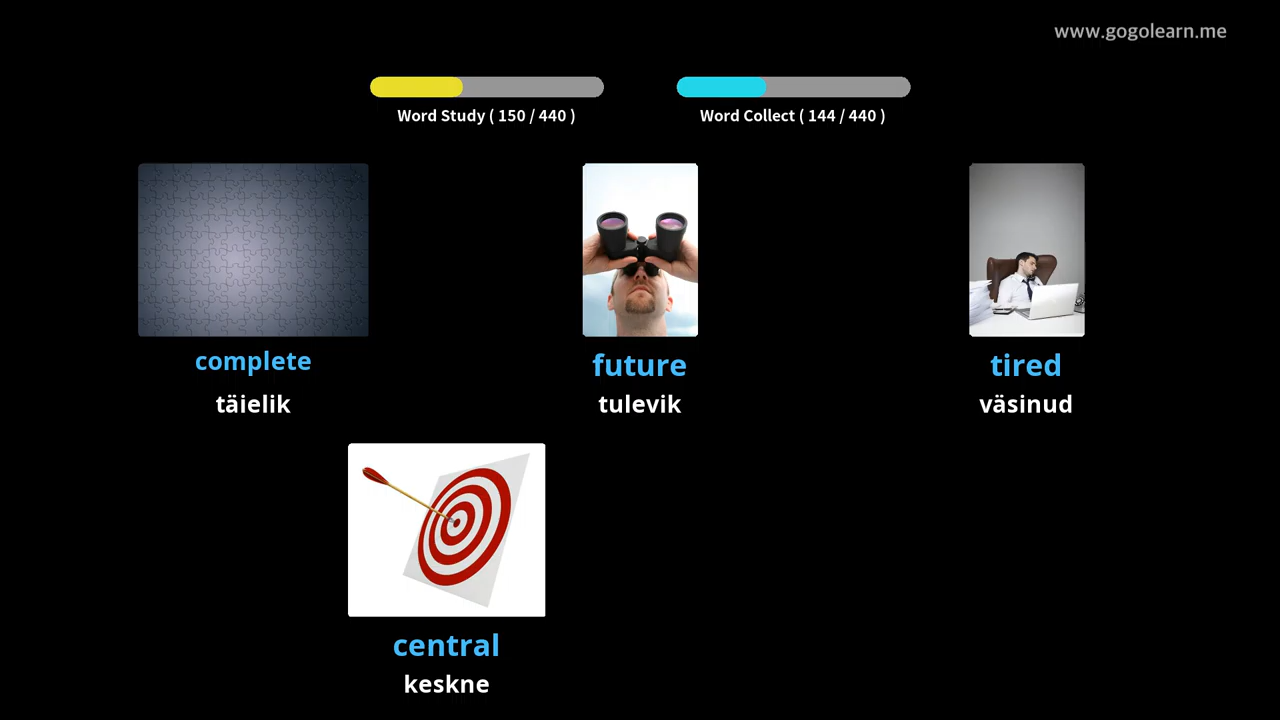 www.gogolearn.me
Word Study ( 150 / 440 )
Word Collect ( 144 / 440 )
complete
täielik
future
tulevik
tired
väsinud
central
keskne